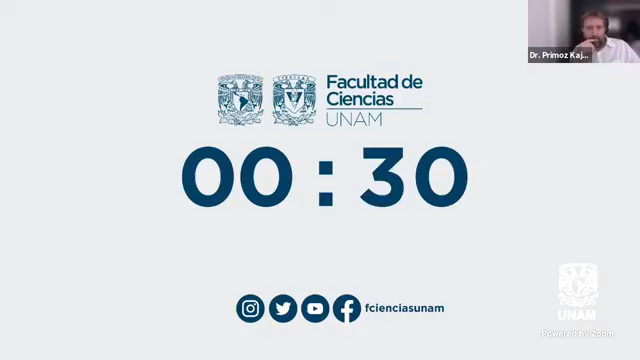 Dr. Primoz Kaj...
Facultad de
Ciencias
UNAM
00 : 30
fcienciasunam
UNAM
Powered by Zoom